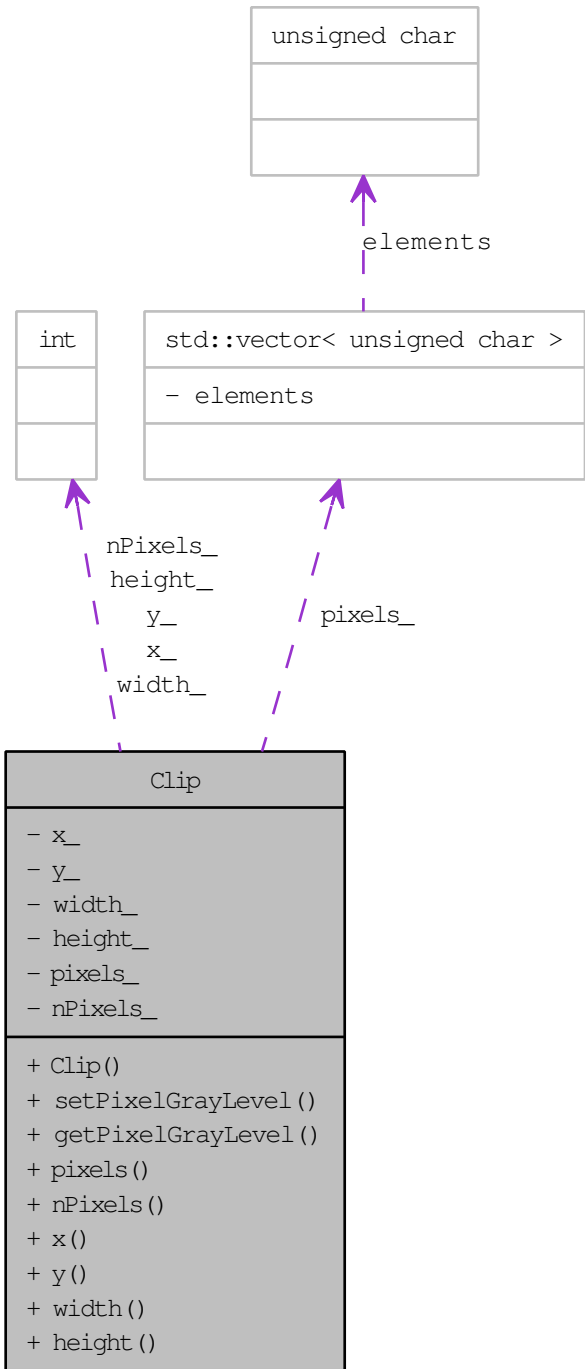 unsigned char
elements
int
std::vector< unsigned char >
- elements
nPixels_
height_
y_
x_
width_
pixels_
Clip
- x_
- y_
- width_
- height_
- pixels_
- nPixels_
+ Clip()
+ setPixelGrayLevel()
+ getPixelGrayLevel()
+ pixels()
+ nPixels()
+ x()
+ y()
+ width()
+ height()